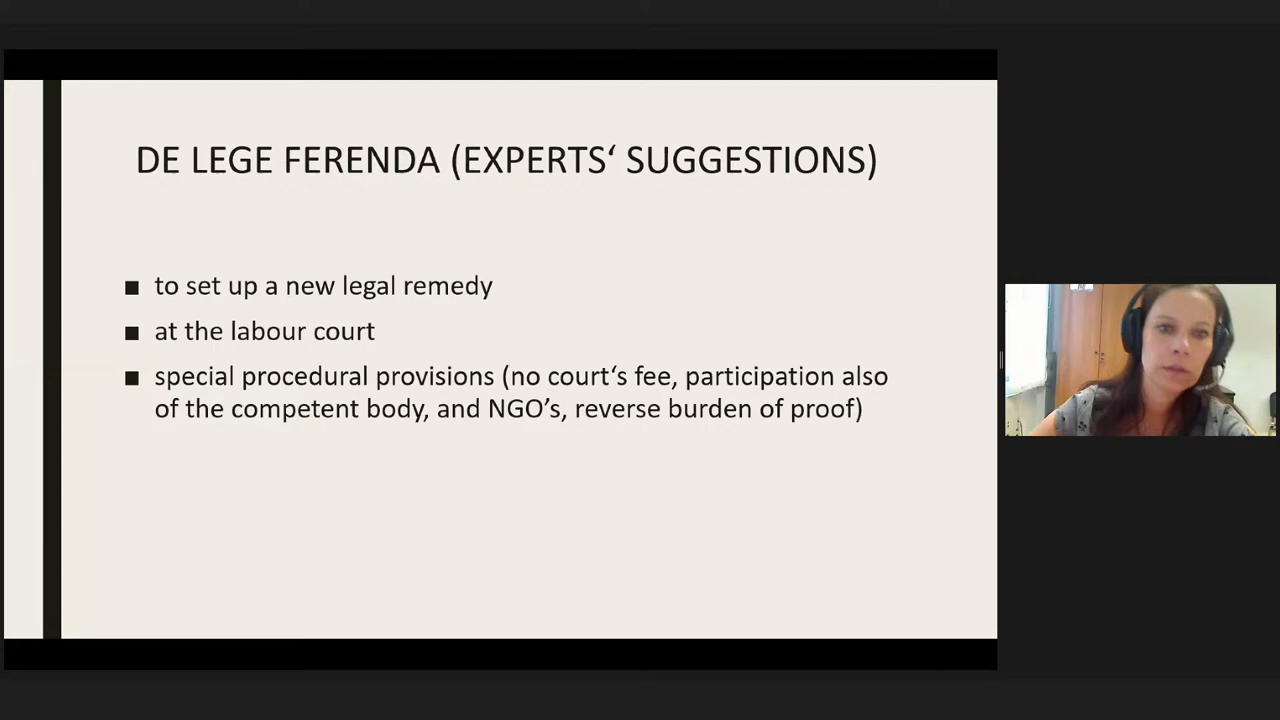 DE LEGE FERENDA (EXPERTS‘ SUGGESTIONS)
■ to set up a new legal remedy
■ at the labour court
■ special procedural provisions (no court‘s fee, participation also
of the competent body, and NGO’s, reverse burden of proof)